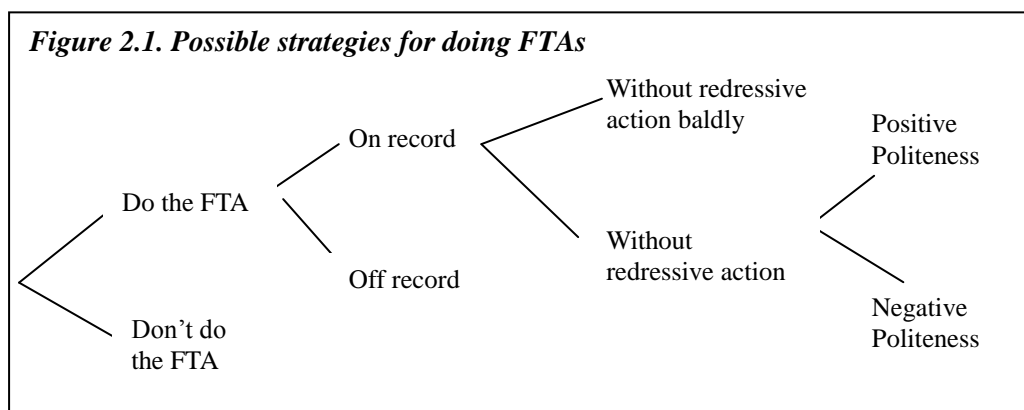 Figure 2.1. Possible strategies for doing FTAs
Without redressive
action baldly
Positive
Politeness
On record
Do the FTA
Without
redressive action
Off record
Negative
Politeness
Don't do
the FTA